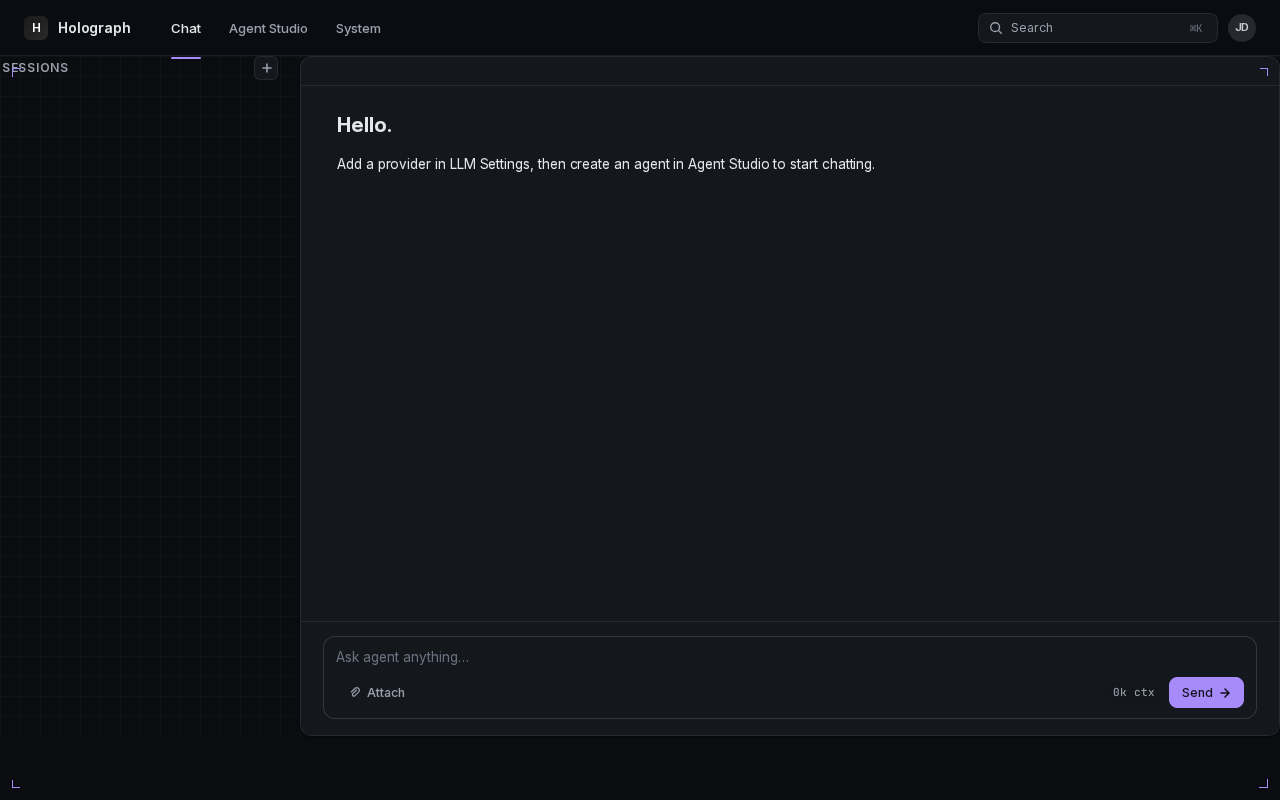 H Holograph Chat Agent Studio System Search ⌘K JD
SESSIONS
Hello.
Add a provider in LLM Settings, then create an agent in Agent Studio to start chatting.
Ask agent anything...
Attach 0k ctx Send →